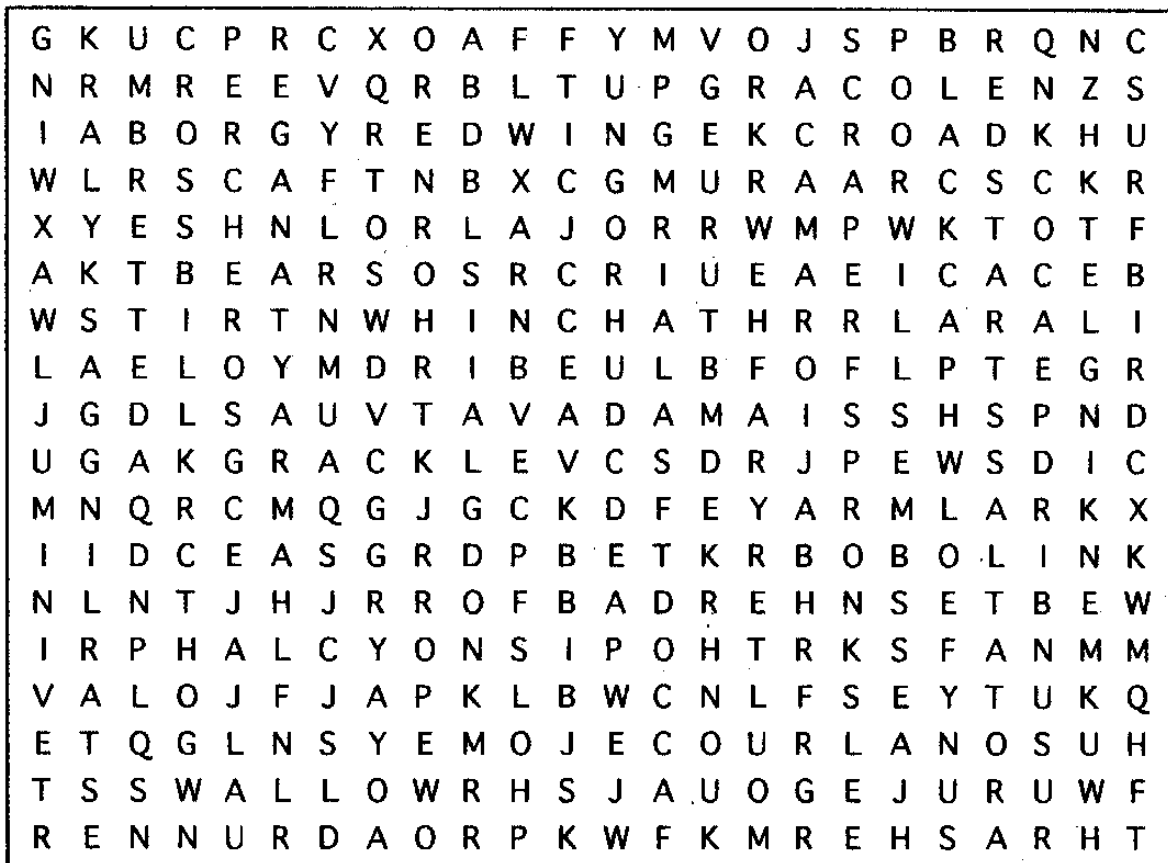 G K U C P R C X O A F F Y M V O J S P B R Q N C
N R M R E E V Q R B L T U P G R A C O L E N Z S
I A B O R G Y R E D W I N G E K C R O A D K H U
W L R S C A F T N B X C G M U R A A R C S C K R
X Y E S H N L O R L A J O R R W M P W K T O T F
A K T B E A R S O S R C R I U E A E I C A C E B
W S T I R T N W H I N C H A T H R R L A R A L I
L A E L O Y M D R I B E U L B F O F L P T E G R
J G D L S A U V T A V A D A M A I S S H S P N D
U G A K G R A C K L E V C S D R J P E W S D I C
M N Q R C M Q G J G C K D F E Y A R M L A R K X
I I D C E A S G R D P B E T K R B O B O L I N K
N L N T J H J R R O F B A D R E H N S E T B E W
I R P H A L C Y O N S I P O H T R K S F A N M M
V A L O J F J A P K L B W C N L F S E Y T U K Q
E T Q G L N S Y E M O J E C O U R L A N O S U H
T S S W A L L O W R H S J A U O G E J U R U W F
R E N N U R D A O R P K W F K M R E H S A R H T